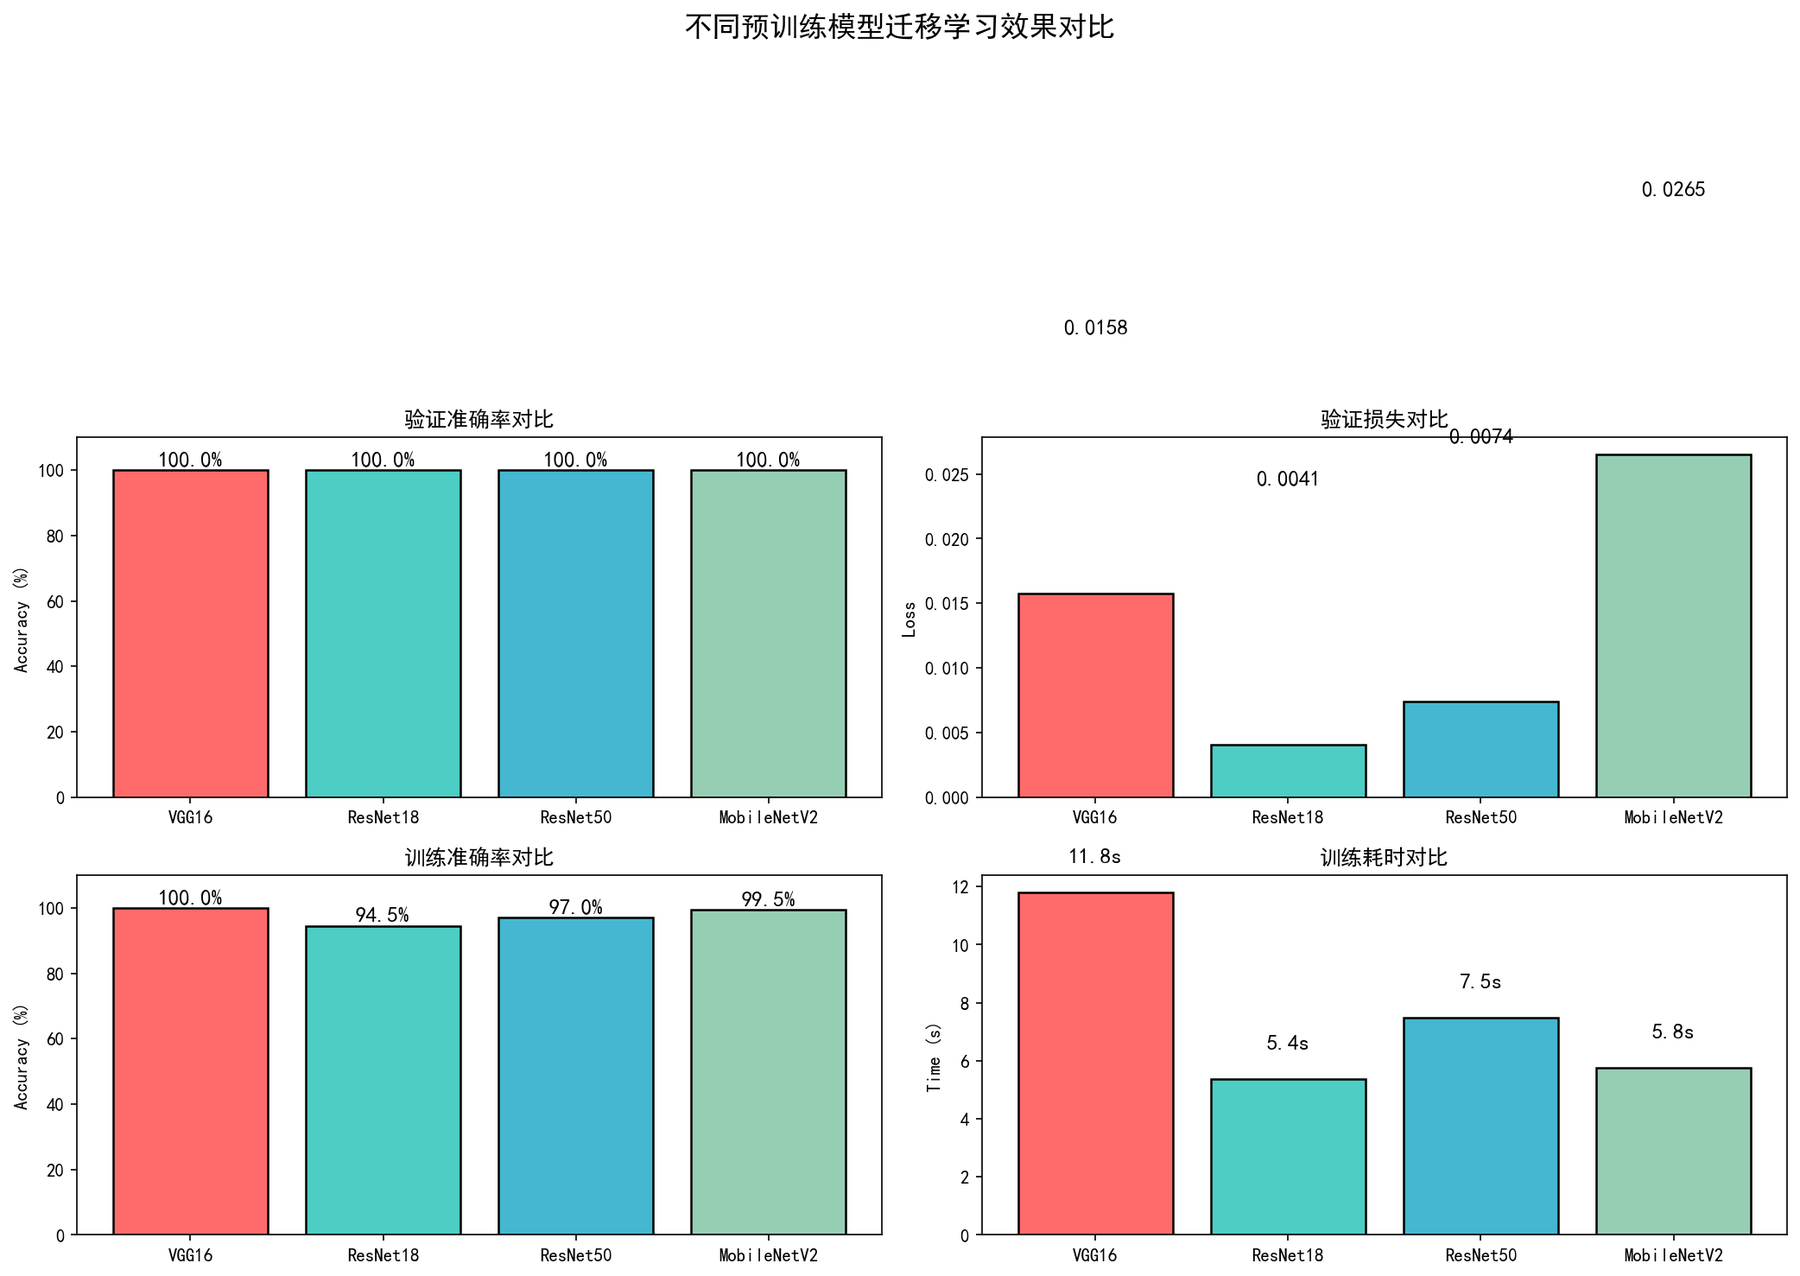 不同预训练模型迁移学习效果对比
验证准确率对比
100.0% 100.0% 100.0% 100.0%
Accuracy (%)
100
80
60
40
20
0
VGG16 ResNet18 ResNet50 MobileNetV2
验证损失对比
0.0158 0.0041 0.0074 0.0265
Loss
0.025
0.020
0.015
0.010
0.005
0.000
VGG16 ResNet18 ResNet50 MobileNetV2
训练准确率对比
100.0% 94.5% 97.0% 99.5%
Accuracy (%)
100
80
60
40
20
0
VGG16 ResNet18 ResNet50 MobileNetV2
训练耗时对比
11.8s 5.4s 7.5s 5.8s
Time (s)
12
10
8
6
4
2
0
VGG16 ResNet18 ResNet50 MobileNetV2